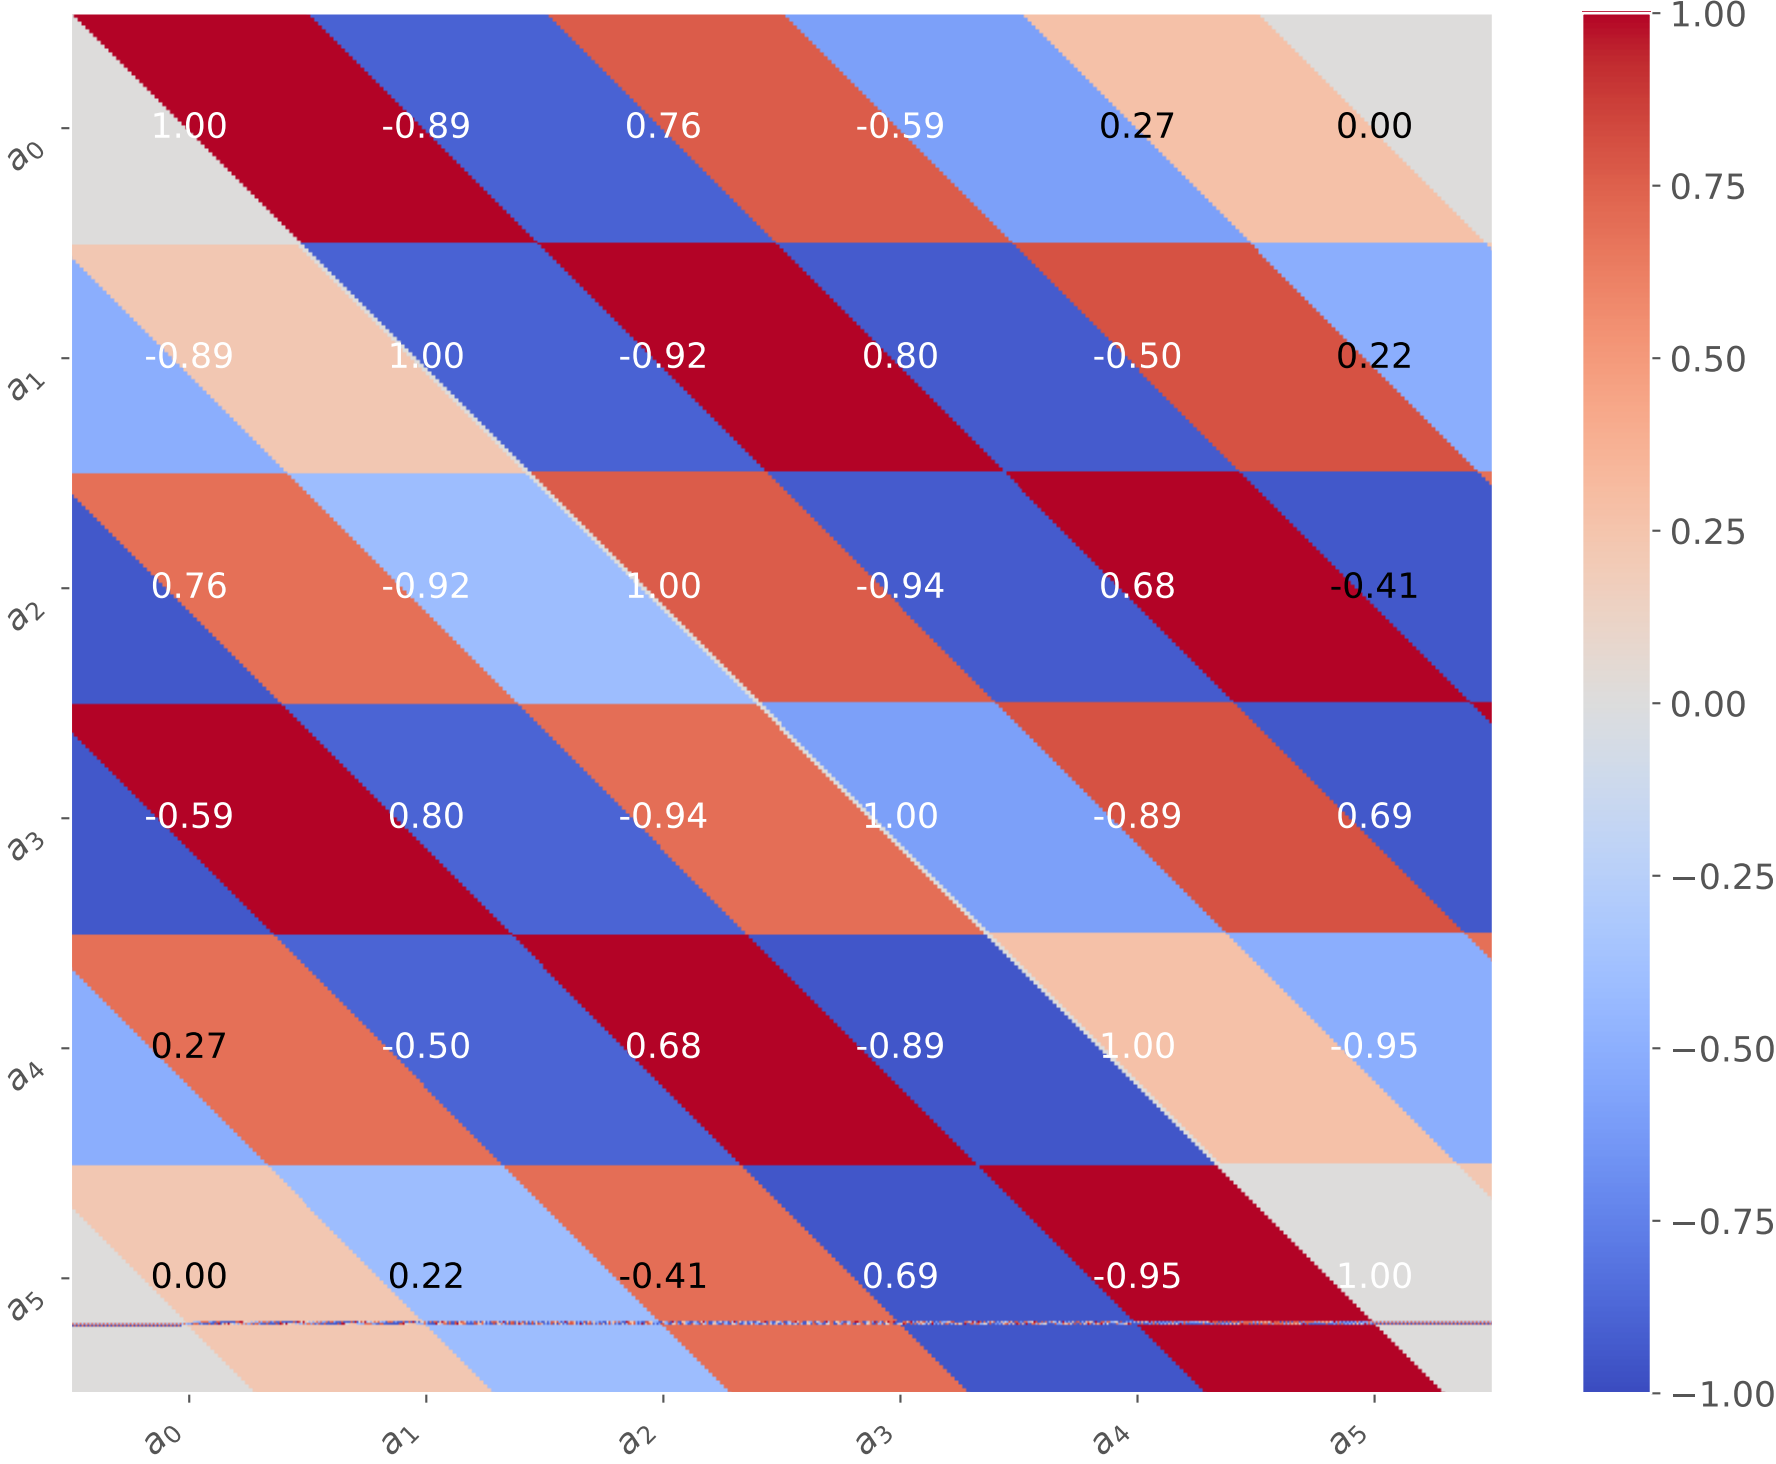 1.00
a₀ 1.00 -0.89 0.76 -0.59 0.27 0.00
0.75
a₁ -0.89 1.00 -0.92 0.80 -0.50 0.22
0.50
0.25
a₂ 0.76 -0.92 1.00 -0.94 0.68 -0.41
0.00
a₃ -0.59 0.80 -0.94 1.00 -0.89 0.69
−0.25
a₄ 0.27 -0.50 0.68 -0.89 1.00 -0.95
−0.50
−0.75
a₅ 0.00 0.22 -0.41 0.69 -0.95 1.00
−1.00
a₀ a₁ a₂ a₃ a₄ a₅